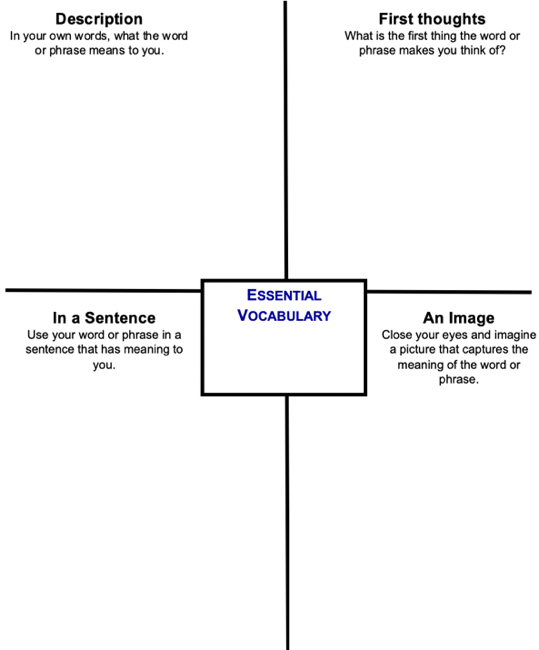 Description
In your own words, what the word
or phrase means to you.
First thoughts
What is the first thing the word or
phrase makes you think of?
ESSENTIAL
VOCABULARY
In a Sentence
Use your word or phrase in a
sentence that has meaning to
you.
An Image
Close your eyes and imagine
a picture that captures the
meaning of the word or
phrase.